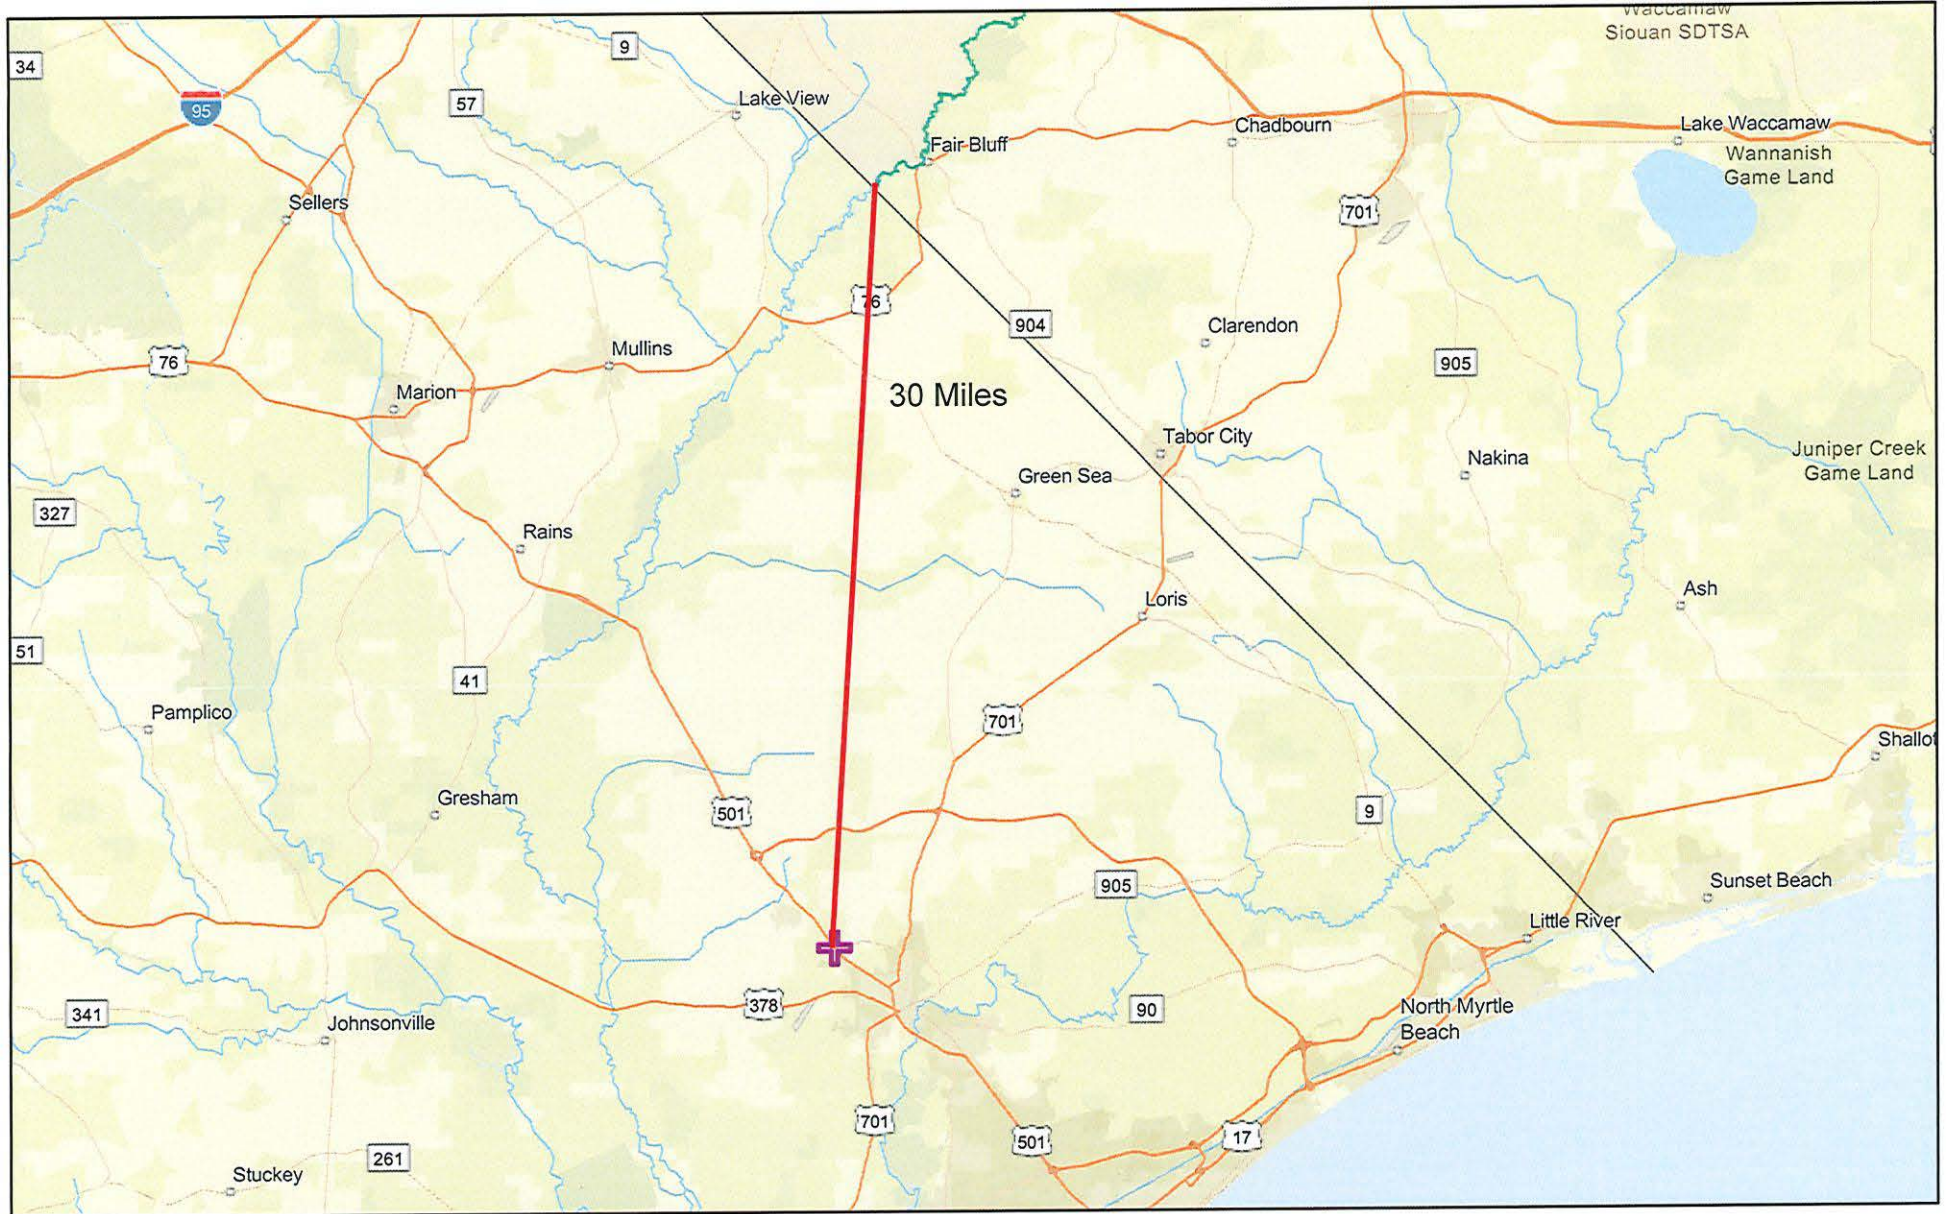 Waccamaw
Siouan SDTSA
34
9
95
57
Lake View
Chadbourn
Lake Waccamaw
Fair Bluff
Wannanish
Game Land
Sellers
701
76
904
Clarendon
Mullins
76
905
Marion
30 Miles
Tabor City
Juniper Creek
Game Land
Nakina
Green Sea
327
Rains
Ash
Loris
51
41
Pamplico
701
Shallot
Gresham
501
9
905
Sunset Beach
Little River
378
90
North Myrtle
Beach
341
Johnsonville
701
501
17
261
Stuckey